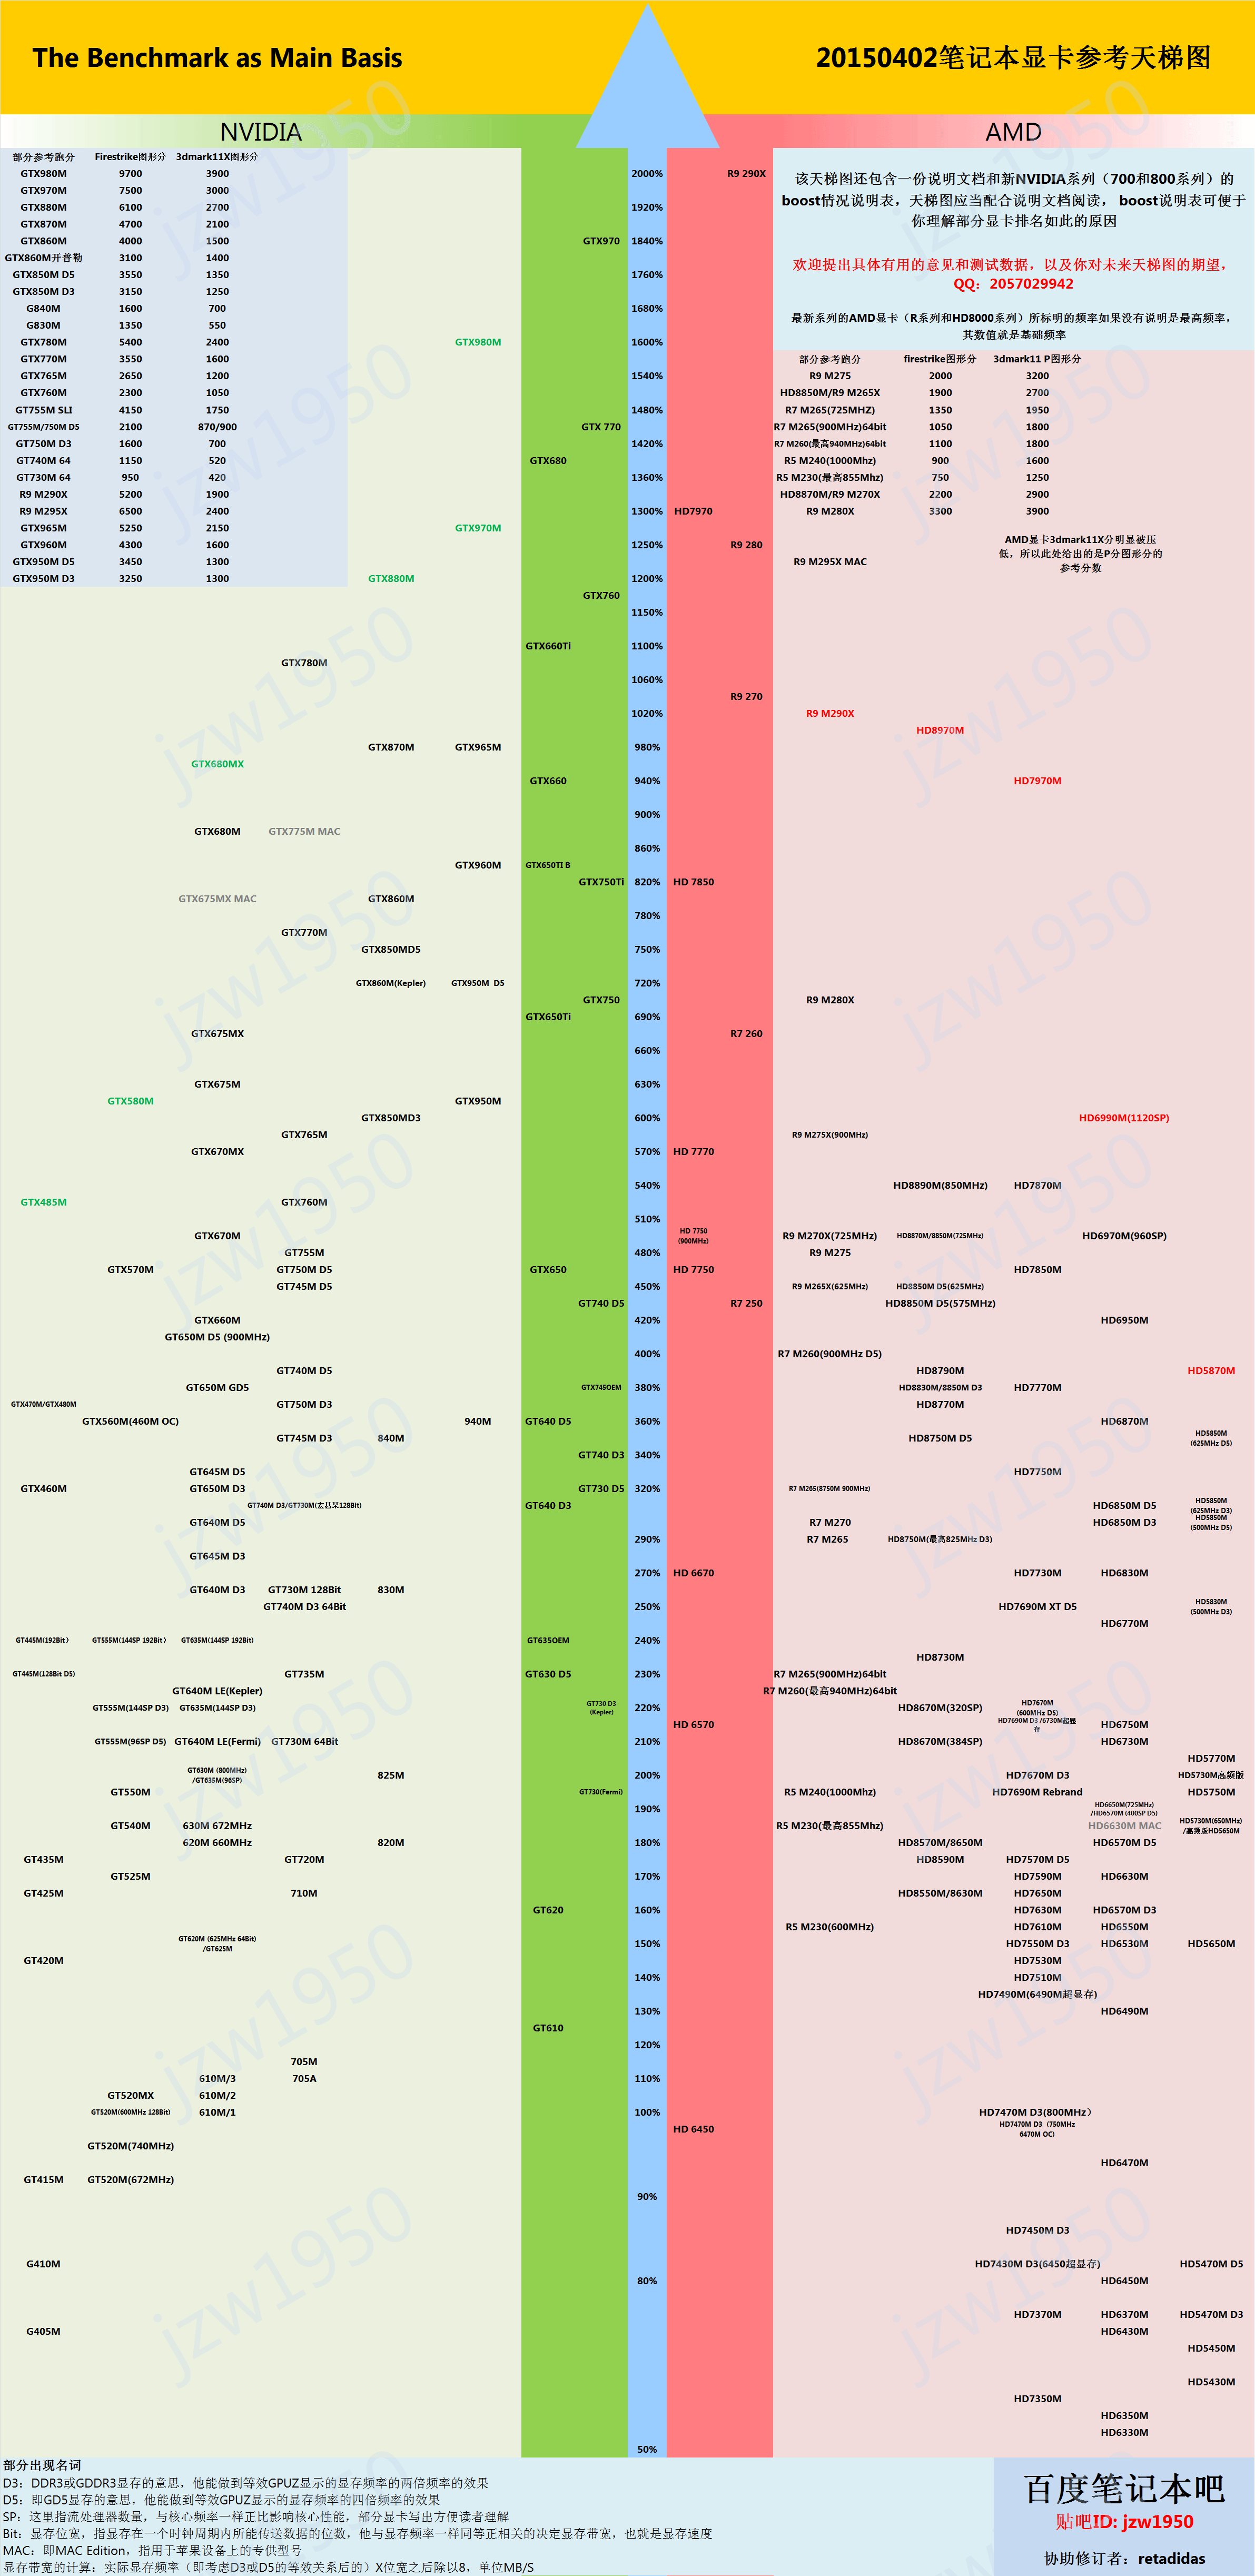 The Benchmark as Main Basis
20150402笔记本显卡参考天梯图
NVIDIA
AMD
部分参考跑分 Firestrike图形分 3dmark11X图形分
GTX980M 9700 3900
GTX970M 7500 3000
GTX880M 6100 2700
GTX870M 4700 2100
GTX860M 4000 1500
GTX860M开普勒 3100 1400
GTX850M D5 3550 1350
GTX850M D3 3150 1250
G840M 1600 700
G830M 1350 550
GTX780M 5400 2400
GTX770M 3550 1600
GTX765M 2650 1200
GTX760M 2300 1050
GT755M SLI 4150 1750
GT755M/750M D5 2100 870/900
GT750M D3 1600 700
GT740M 64 1150 520
GT730M 64 950 420
R9 M290X 5200 1900
R9 M295X 6500 2400
GTX965M 5250 2150
GTX960M 4300 1600
GTX950M D5 3450 1300
GTX950M D3 3250 1300
该天梯图还包含一份说明文档和新NVIDIA系列（700和800系列）的
boost情况说明表，天梯图应当配合说明文档阅读， boost说明表可便于
你理解部分显卡排名如此的原因
欢迎提出具体有用的意见和测试数据，以及你对未来天梯图的期望，
QQ：2057029942
最新系列的AMD显卡（R系列和HD8000系列）所标明的频率如果没有说明是最高频率，
其数值就是基础频率
部分参考跑分 firestrike图形分 3dmark11 P图形分
R9 M275 2000 3200
HD8850M/R9 M265X 1900 2700
R7 M265(725MHZ) 1350 1950
R7 M265(900MHz)64bit 1050 1800
R7 M260(最高940MHz)64bit 1100 1800
R5 M240(1000Mhz) 900 1600
R5 M230(最高855Mhz) 750 1250
HD8870M/R9 M270X 2200 2900
R9 M280X 3300 3900
AMD显卡3dmark11X分明显被压
低，所以此处给出的是P分图形分的
参考分数
2000% R9 290X
1920%
GTX970 1840%
1760%
1680%
GTX980M 1600%
1540%
1480%
GTX 770
1420%
GTX680
1360%
1300% HD7970
GTX970M
1250% R9 280
R9 M295X MAC
GTX880M 1200%
GTX760
1150%
GTX660Ti 1100%
GTX780M
1060%
R9 270
1020% R9 M290X
HD8970M
GTX870M GTX965M 980%
GTX680MX
GTX660 940% HD7970M
900%
GTX680M GTX775M MAC
860%
GTX960M GTX650TI B
GTX750Ti 820% HD 7850
GTX675MX MAC GTX860M
780%
GTX770M
GTX850MD5 750%
GTX860M(Kepler) GTX950M D5 720%
GTX750 R9 M280X
GTX650Ti 690%
GTX675MX R7 260
660%
GTX675M 630%
GTX580M GTX950M
GTX850MD3 600% HD6990M(1120SP)
GTX765M R9 M275X(900MHz)
GTX670MX 570% HD 7770
540% HD8890M(850MHz) HD7870M
GTX485M GTX760M
510%
GTX670M HD 7750 R9 M270X(725MHz) HD8870M/8850M(725MHz) HD6970M(960SP)
(900MHz)
GT755M 480% R9 M275
GTX570M GT750M D5 GTX650 HD 7750 HD7850M
GT745M D5 450% R9 M265X(625MHz) HD8850M D5(625MHz)
GT740 D5 R7 250 HD8850M D5(575MHz)
GTX660M 420% HD6950M
GT650M D5 (900MHz)
400% R7 M260(900MHz D5)
GT740M D5 HD8790M HD5870M
GT650M GD5 GTX745OEM 380% HD8830M/8850M D3 HD7770M
GTX470M/GTX480M GT750M D3 HD8770M
GTX560M(460M OC) 940M GT640 D5 360% HD6870M
GT745M D3 840M HD8750M D5 HD5850M
(625MHz D5)
GT740 D3 340%
GT645M D5 HD7750M
GTX460M GT650M D3 GT730 D5 320% R7 M265(8750M 900MHz)
GT740M D3/GT730M(宏碁某128Bit) GT640 D3 HD6850M D5 HD5850M
(625MHz D3)
GT640M D5 R7 M270 HD6850M D3 HD5850M
(500MHz D5)
290% R7 M265 HD8750M(最高825MHz D3)
GT645M D3
270% HD 6670 HD7730M HD6830M
GT640M D3 GT730M 128Bit 830M
GT740M D3 64Bit 250% HD7690M XT D5 HD5830M
(500MHz D3)
HD6770M
GT445M(192Bit） GT555M(144SP 192Bit） GT635M(144SP 192Bit) GT635OEM 240%
HD8730M
GT445M(128Bit D5) GT735M GT630 D5 230% R7 M265(900MHz)64bit
GT640M LE(Kepler) R7 M260(最高940MHz)64bit
GT555M(144SP D3) GT635M(144SP D3) GT730 D3 220% HD8670M(320SP) HD7670M
(Kepler) (600MHz D5)
HD 6570 HD7690M D3 /6730M超显 HD6750M
存
GT555M(96SP D5) GT640M LE(Fermi) GT730M 64Bit 210% HD8670M(384SP) HD6730M
HD5770M
GT630M (800MHz) 825M 200% HD7670M D3 HD5730M高频版
/GT635M(96SP)
GT550M GT730(Fermi) R5 M240(1000Mhz) HD7690M Rebrand HD5750M
190% HD6650M(725MHz)
/HD6570M (400SP D5)
GT540M 630M 672MHz R5 M230(最高855Mhz) HD6630M MAC HD5730M(650MHz)
/高频版HD5650M
620M 660MHz 820M 180% HD8570M/8650M HD6570M D5
GT435M GT720M HD8590M HD7570M D5
GT525M 170% HD7590M HD6630M
GT425M 710M HD8550M/8630M HD7650M
GT620 160% HD7630M HD6570M D3
R5 M230(600MHz) HD7610M HD6550M
GT620M (625MHz 64Bit) 150% HD7550M D3 HD6530M HD5650M
/GT625M
GT420M HD7530M
140% HD7510M
HD7490M(6490M超显存)
130% HD6490M
GT610
120%
705M
610M/3 705A 110%
GT520MX 610M/2
GT520M(600MHz 128Bit) 610M/1 100% HD7470M D3(800MHz）
HD 6450 HD7470M D3（750MHz
6470M OC)
GT520M(740MHz)
HD6470M
GT415M GT520M(672MHz)
90%
HD7450M D3
G410M HD7430M D3(6450超显存) HD5470M D5
80% HD6450M
HD7370M HD6370M HD5470M D3
G405M HD6430M
HD5450M
HD5430M
HD7350M
HD6350M
HD6330M
50%
部分出现名词
D3：DDR3或GDDR3显存的意思，他能做到等效GPUZ显示的显存频率的两倍频率的效果
D5：即GD5显存的意思，他能做到等效GPUZ显示的显存频率的四倍频率的效果
SP：这里指流处理器数量，与核心频率一样正比影响核心性能，部分显卡写出方便读者理解
Bit：显存位宽，指显存在一个时钟周期内所能传送数据的位数，他与显存频率一样同等正相关的决定显存带宽，也就是显存速度
MAC：即MAC Edition，指用于苹果设备上的专供型号
显存带宽的计算：实际显存频率（即考虑D3或D5的等效关系后的）X位宽之后除以8，单位MB/S
百度笔记本吧
贴吧ID: jzw1950
协助修订者：retadidas
jzw1950